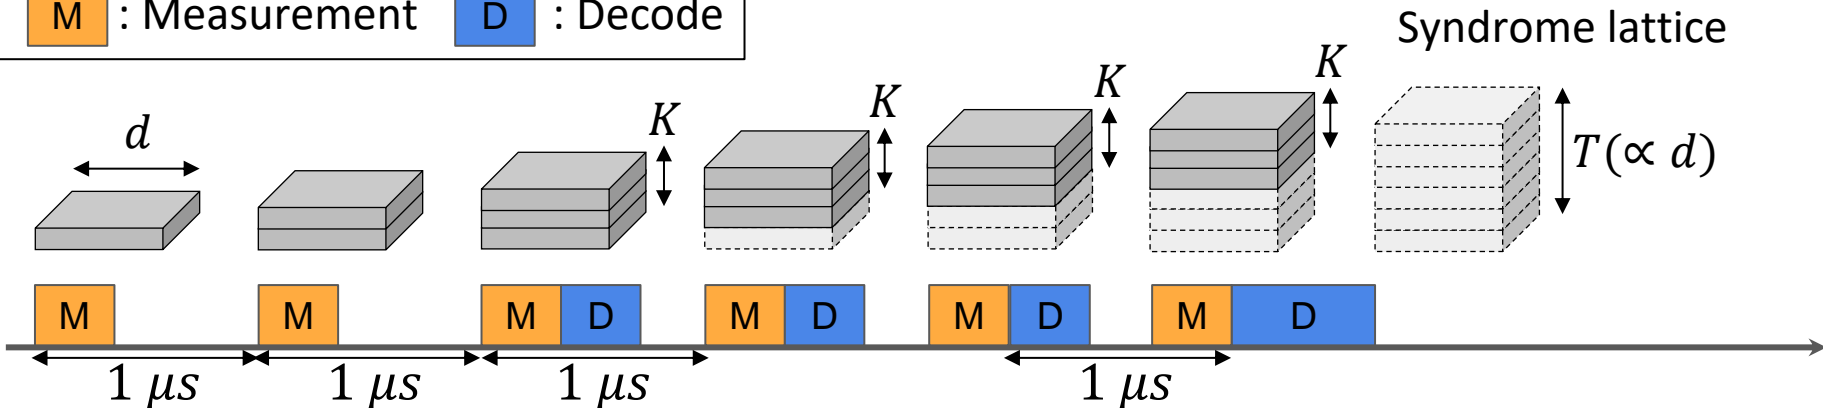 M : Measurement D : Decode
Syndrome lattice
d
K
K
K
K
T(∝ d)
M
M
M D
M D
M D
M D
1 μs
1 μs
1 μs
1 μs